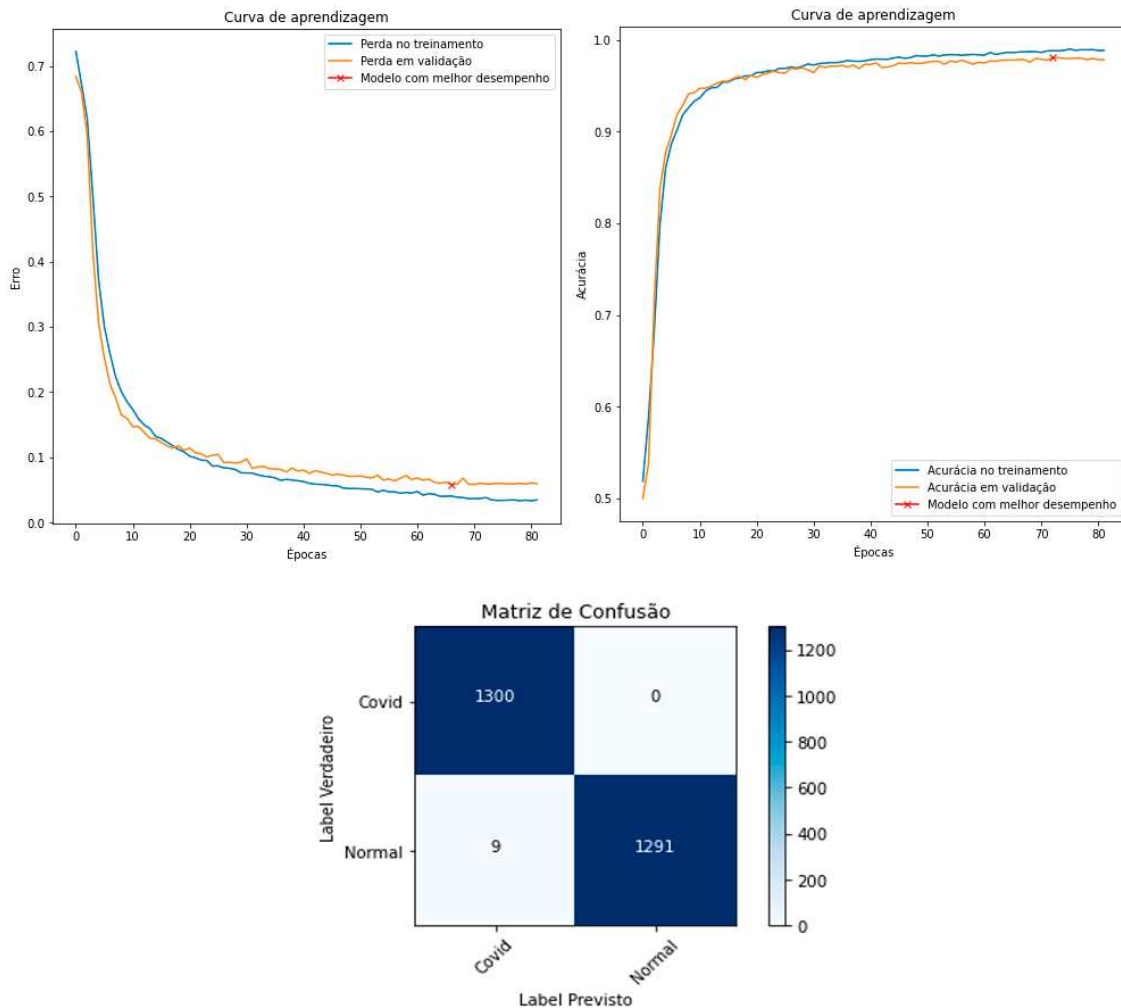 Curva de aprendizagem
0.7
0.6
0.5
0.4
0.3
0.2
0.1
0.0
Erro
0 10 20 30 40 50 60 70 80
Épocas
Perda no treinamento
Perda em validação
Modelo com melhor desempenho
Curva de aprendizagem
1.0
0.9
0.8
0.7
0.6
0.5
Acurácia
0 10 20 30 40 50 60 70 80
Épocas
Acurácia no treinamento
Acurácia em validação
Modelo com melhor desempenho
Matriz de Confusão
Label Verdadeiro
Covid 1300 0
Normal 9 1291
Covid Normal
Label Previsto
1200
1000
800
600
400
200
0